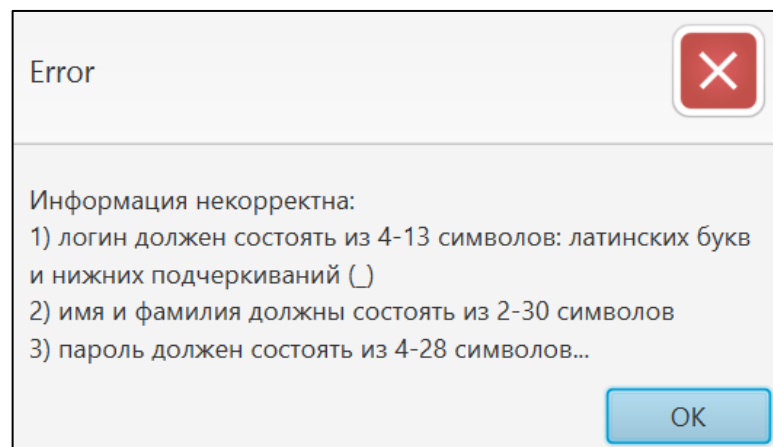 Error
Информация некорректна:
1) логин должен состоять из 4-13 символов: латинских букв
и нижних подчеркиваний (_)
2) имя и фамилия должны состоять из 2-30 символов
3) пароль должен состоять из 4-28 символов...
OK